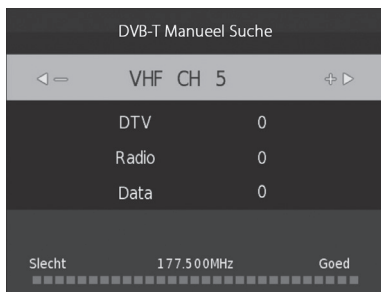 DVB-T Manueel Suche
VHF CH 5
DTV 0
Radio 0
Data 0
Slecht 177.500MHz Goed